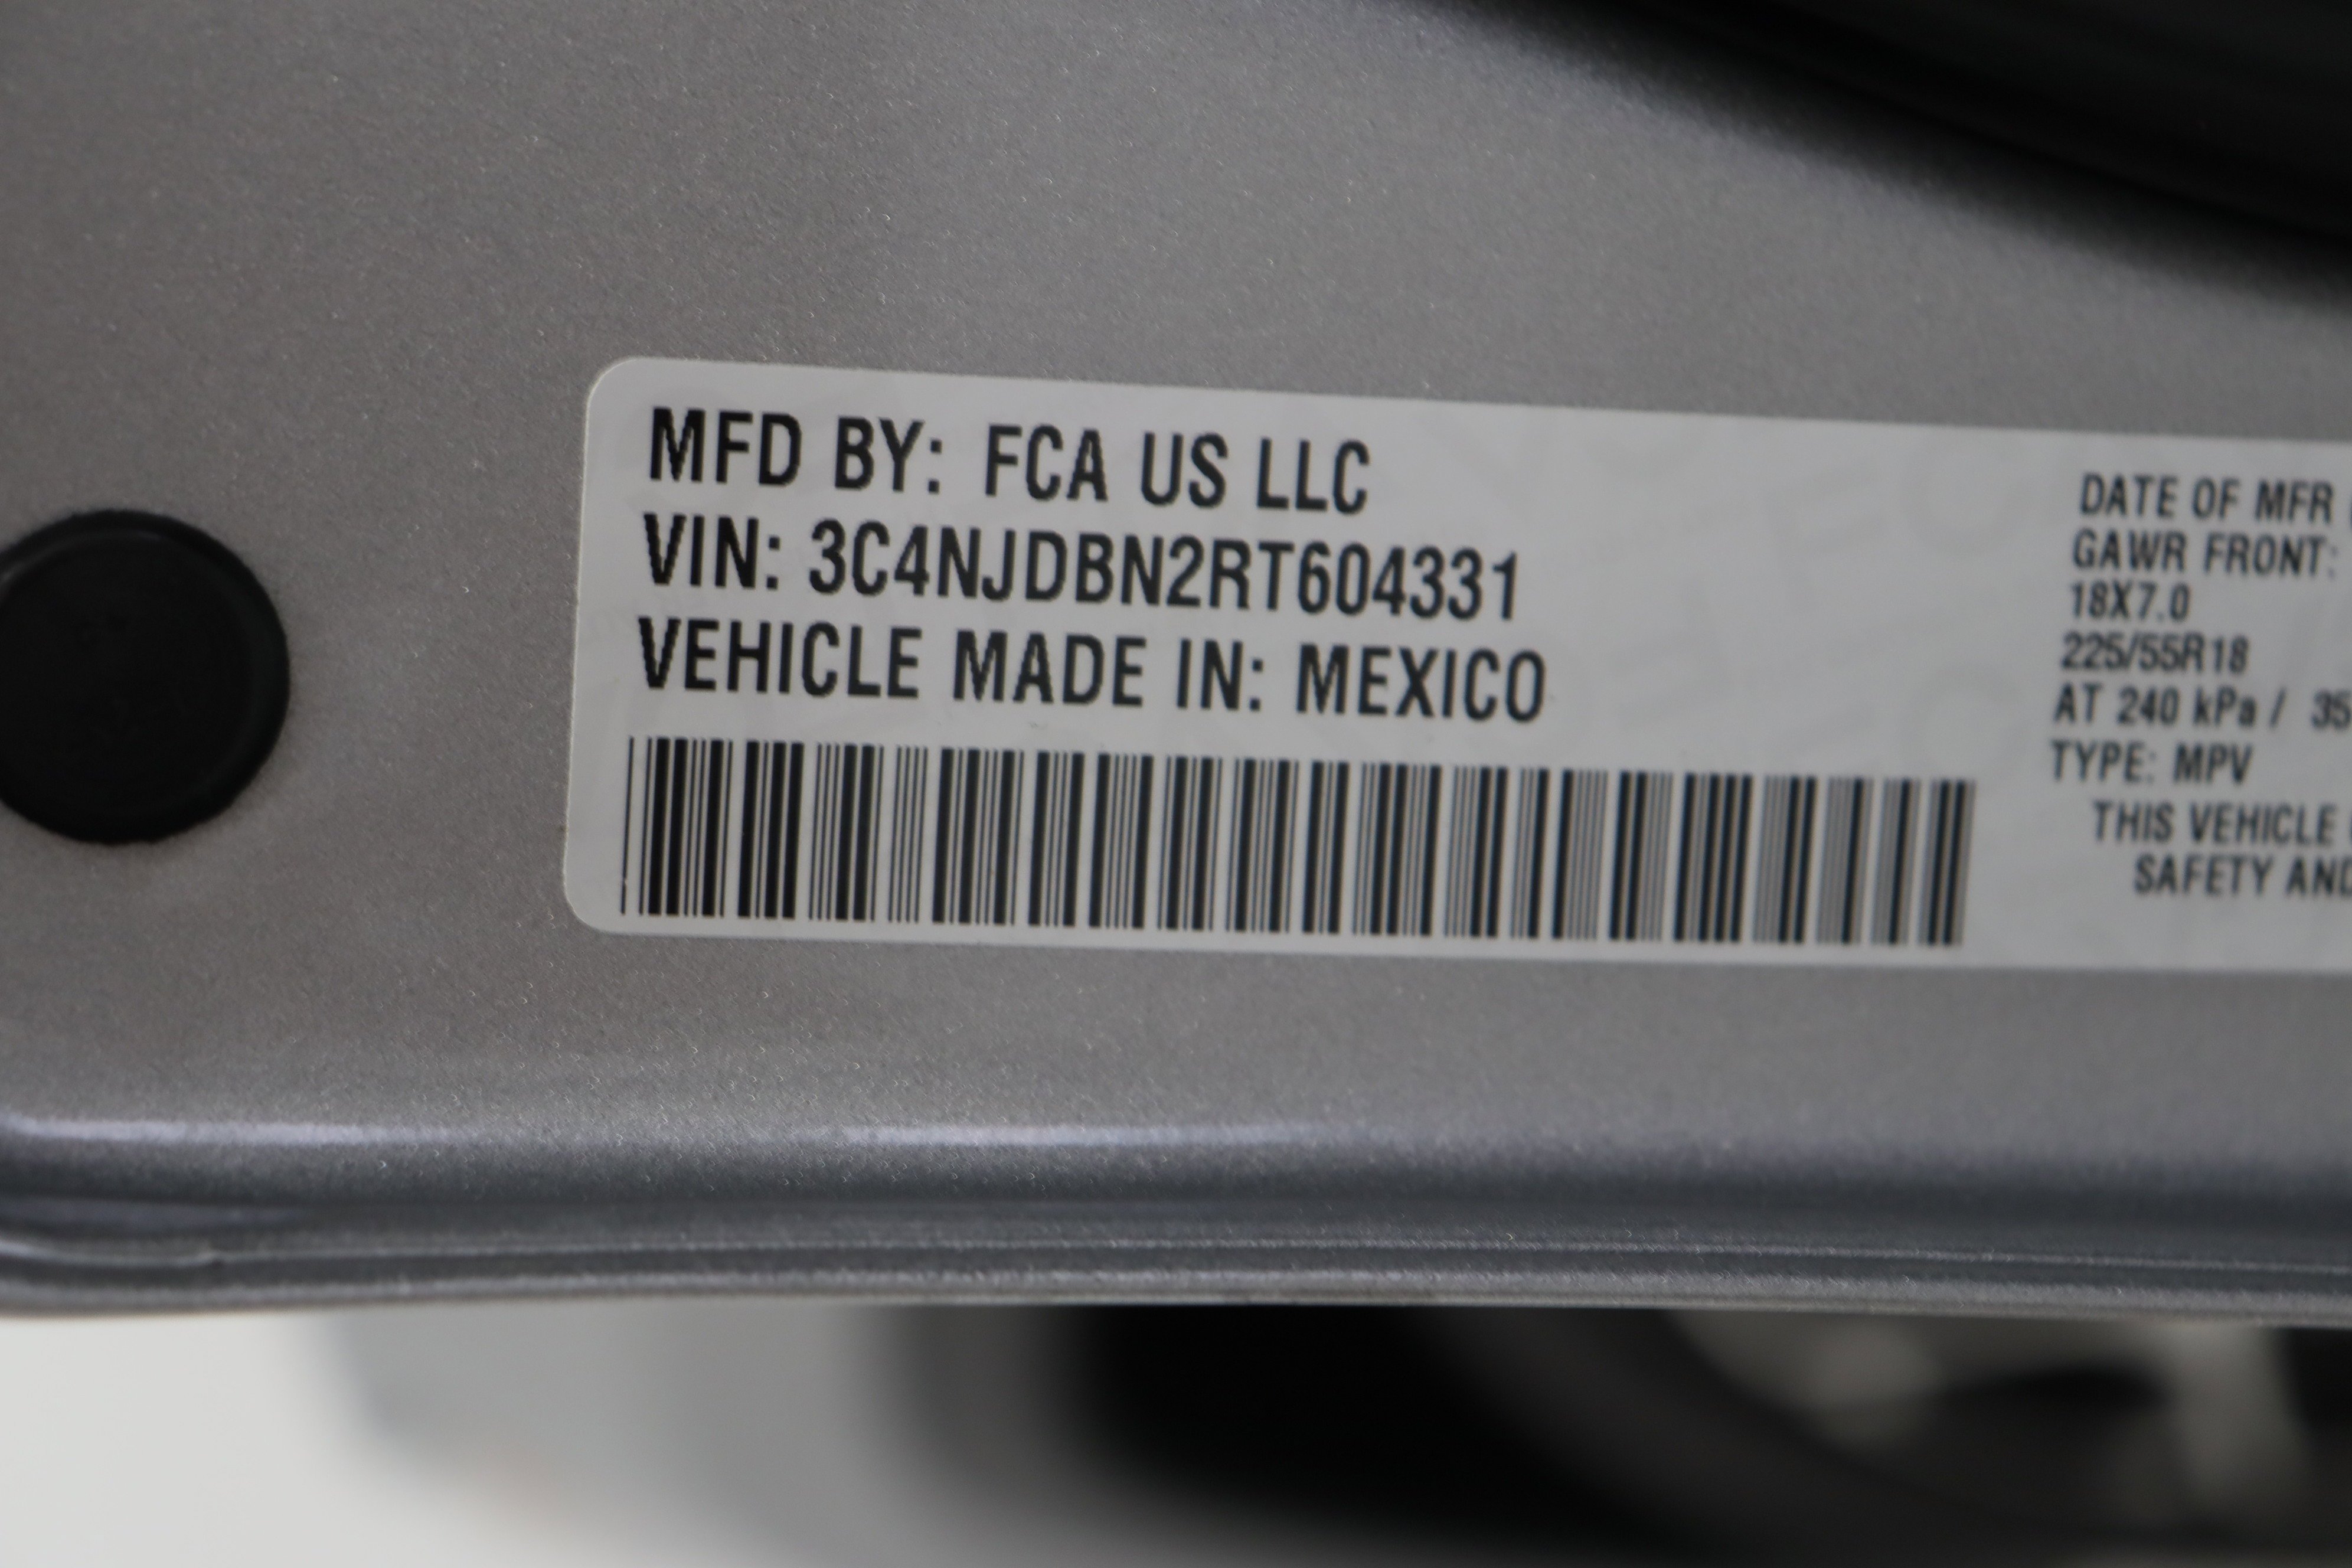 MFD BY: FCA US LLC
VIN: 3C4NJDBN2RT604331
VEHICLE MADE IN: MEXICO
DATE OF MFR
GAWR FRONT:
18X7.0
225/55R18
AT 240 kPa / 35
TYPE: MPV
THIS VEHICLE
SAFETY AND